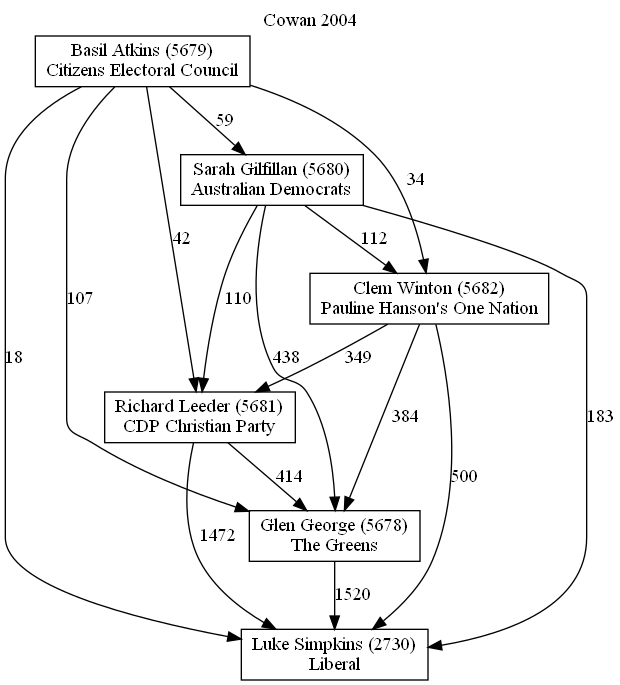 Cowan 2004
Basil Atkins (5679)
Citizens Electoral Council
59
Sarah Gilfillan (5680)
Australian Democrats
34
42
112
Clem Winton (5682)
Pauline Hanson's One Nation
107
110
18
438
349
Richard Leeder (5681)
CDP Christian Party
384
183
414
500
Glen George (5678)
The Greens
1472
1520
Luke Simpkins (2730)
Liberal